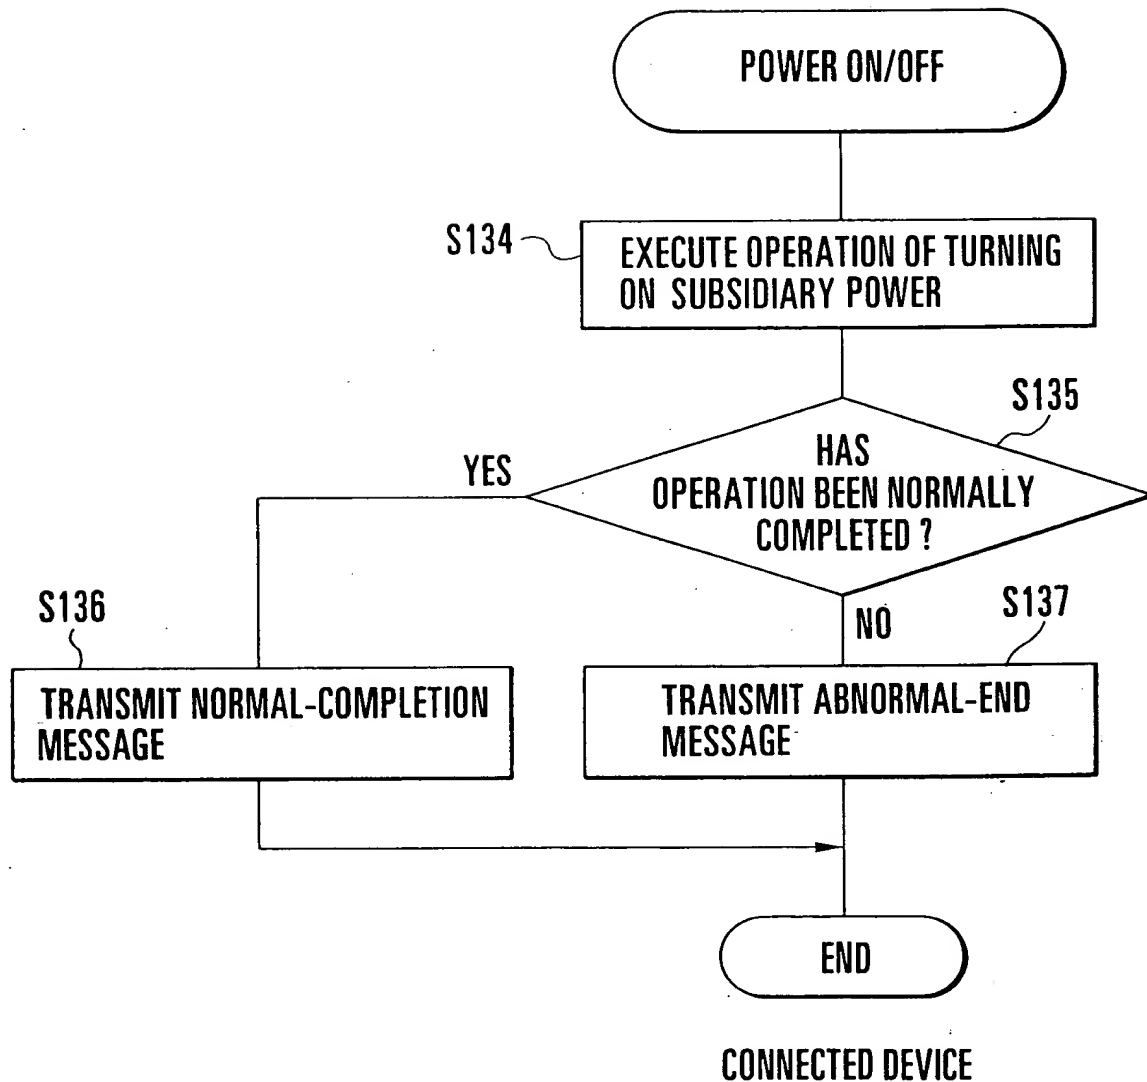 POWER ON/OFF
S134
EXECUTE OPERATION OF TURNING
ON SUBSIDIARY POWER
S135
HAS
OPERATION BEEN NORMALLY
COMPLETED ?
YES
NO
S136
TRANSMIT NORMAL-COMPLETION
MESSAGE
S137
TRANSMIT ABNORMAL-END
MESSAGE
END
CONNECTED DEVICE